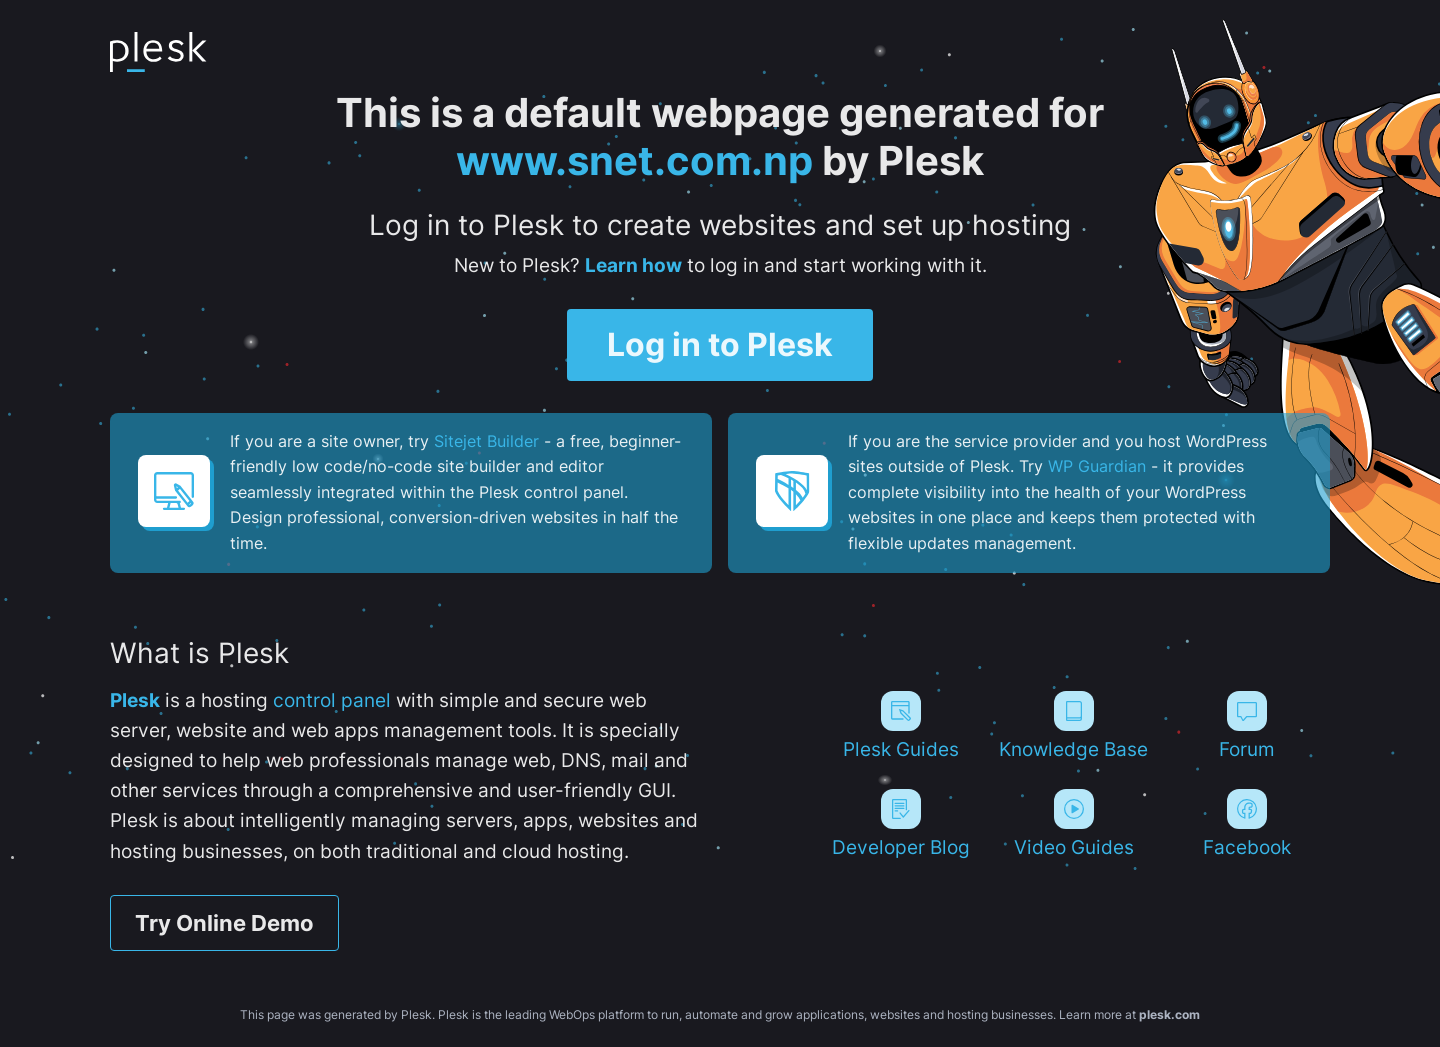 plesk
This is a default webpage generated for
www.snet.com.np by Plesk
Log in to Plesk to create websites and set up hosting
New to Plesk? Learn how to log in and start working with it.
Log in to Plesk
If you are a site owner, try Sitejet Builder - a free, beginner-
friendly low code/no-code site builder and editor
seamlessly integrated within the Plesk control panel.
Design professional, conversion-driven websites in half the
time.
If you are the service provider and you host WordPress
sites outside of Plesk. Try WP Guardian - it provides
complete visibility into the health of your WordPress
websites in one place and keeps them protected with
flexible updates management.
What is Plesk
Plesk is a hosting control panel with simple and secure web
server, website and web apps management tools. It is specially
designed to help web professionals manage web, DNS, mail and
other services through a comprehensive and user-friendly GUI.
Plesk is about intelligently managing servers, apps, websites and
hosting businesses, on both traditional and cloud hosting.
Try Online Demo
Plesk Guides
Knowledge Base
Forum
Developer Blog
Video Guides
Facebook
This page was generated by Plesk. Plesk is the leading WebOps platform to run, automate and grow applications, websites and hosting businesses. Learn more at plesk.com